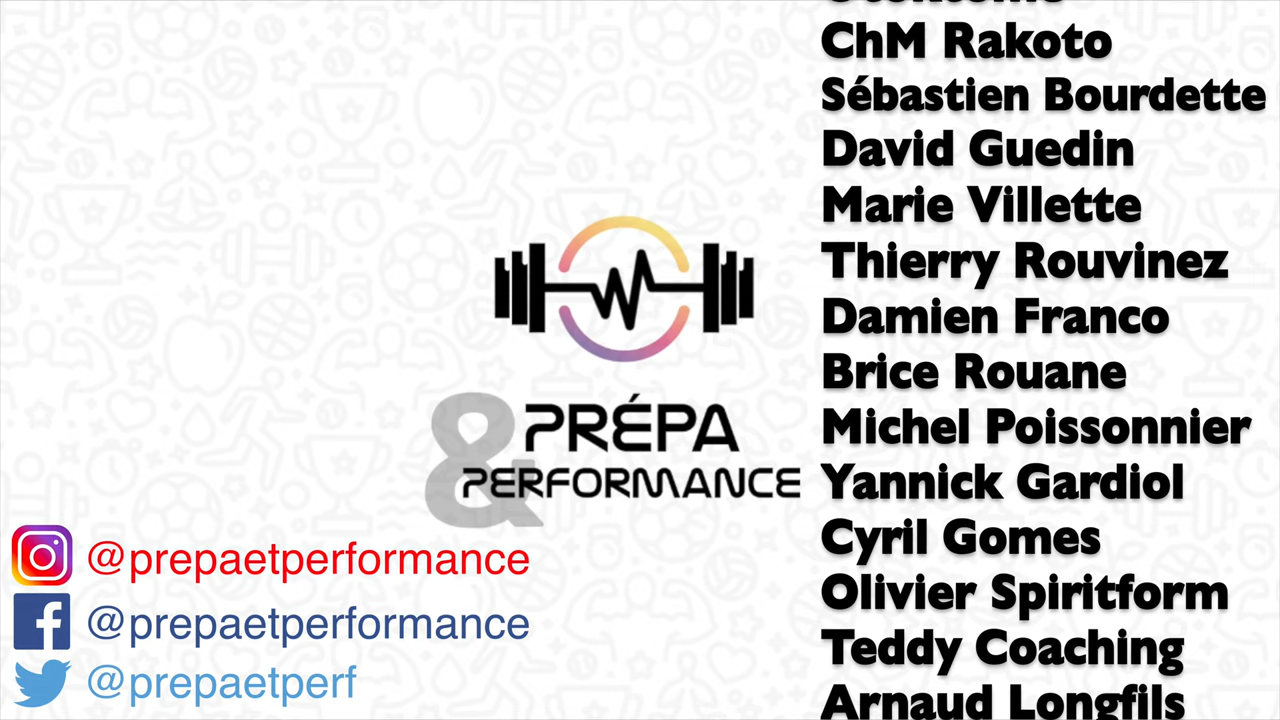 ChM Rakoto
Sébastien Bourdette
David Guedin
Marie Villette
Thierry Rouvinez
Damien Franco
Brice Rouane
Michel Poissonnier
Yannick Gardiol
Cyril Gomes
Olivier Spiritform
Teddy Coaching
Arnaud Longfils
&
PRÉPA
PERFORMANCE
@prepaetperformance
@prepaetperformance
@prepaetperf